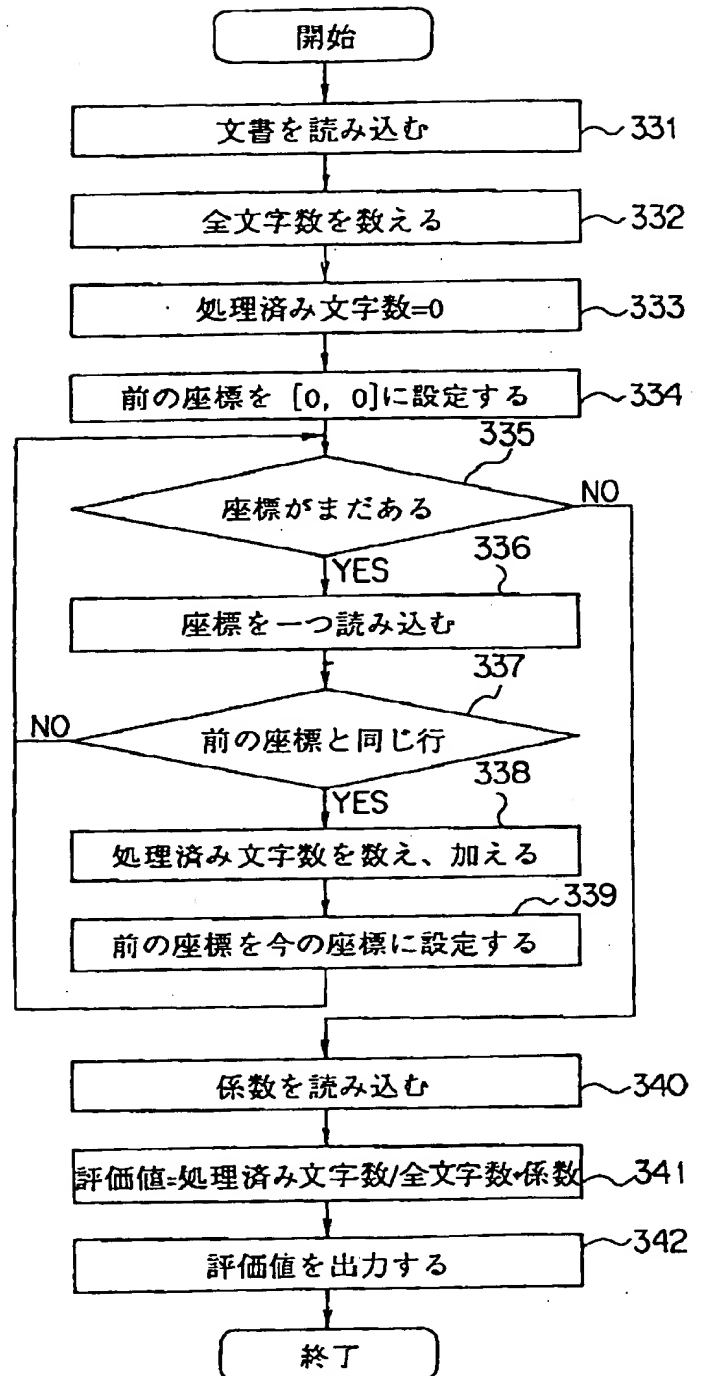 開始
文書を読み込む
331
全文字数を数える
332
処理済み文字数=0
333
前の座標を [0, 0]に設定する
334
335
座標がまだある
NO
YES
336
座標を一つ読み込む
337
前の座標と同じ行
NO
YES
338
処理済み文字数を数え、加える
339
前の座標を今の座標に設定する
係数を読み込む
340
評価値=処理済み文字数/全文字数・係数
341
評価値を出力する
342
終了